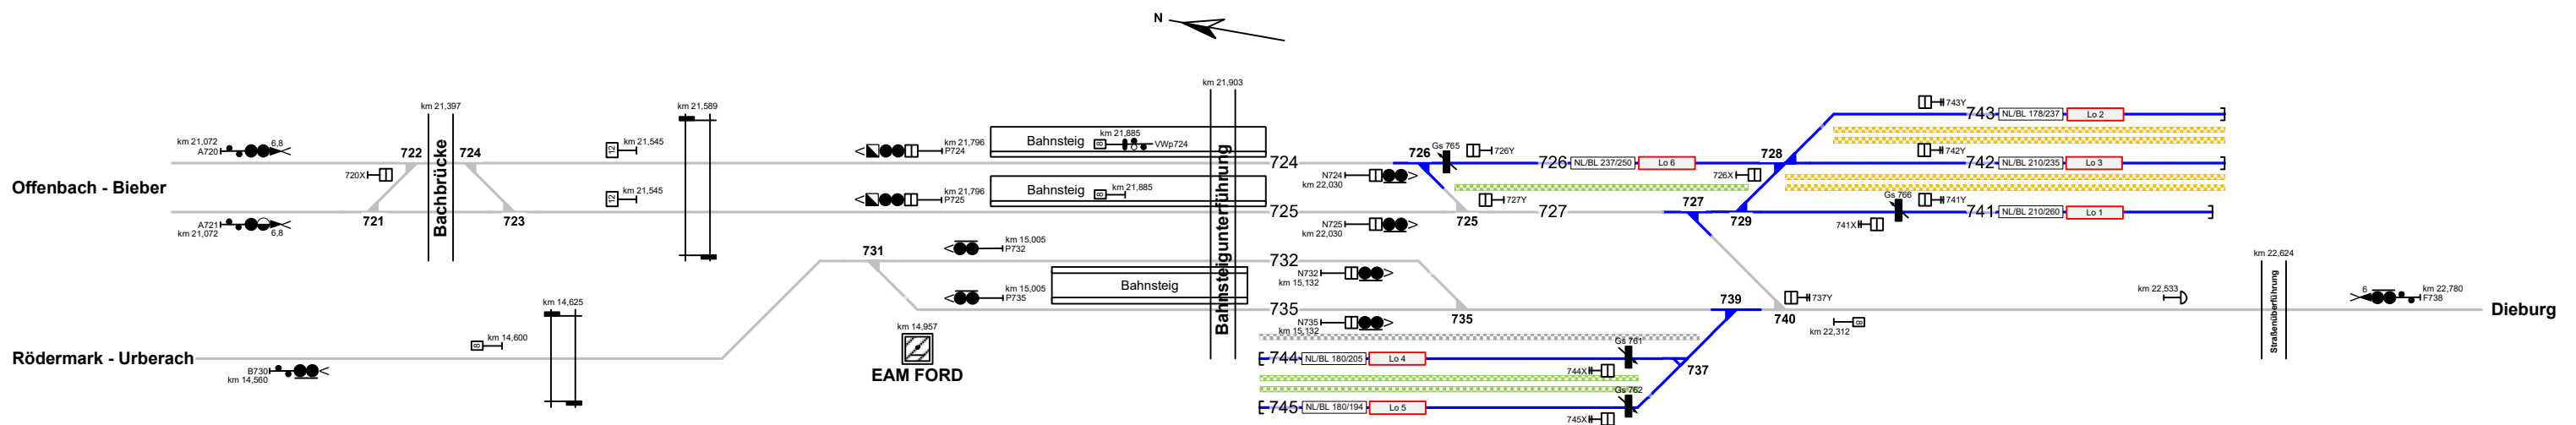 N
km 21,903
km 21,397
km 21,589
743Y
743
NL/BL 178/237
Lo 2
km 21,072
A720
6,8
722
Bachbrücke
724
12
km 21,545
km 21,796
P724
Bahnsteig
km 21,885
8
VWp724
Bahnsteigunterführung
724
726
Gs 765
726Y
726
NL/BL 237/250
Lo 6
728
742Y
742
NL/BL 210/235
Lo 3
720X
N724
km 22,030
726X
Offenbach - Bieber
12
km 21,545
km 21,796
P725
Bahnsteig
8
km 21,885
727Y
727
Gs 766
741Y
721
723
725
725
727
729
741
NL/BL 210/260
Lo 1
A721
km 21,072
6,8
N725
km 22,030
741X
731
km 15,005
P732
732
N732
km 15,132
km 22,624
Straßenüberführung
km 14,625
Bahnsteig
km 15,005
P735
735
735
739
737Y
740
km 22,533
6
km 22,780
F738
Dieburg
N735
km 15,132
km 22,312
8
km 14,957
EAM FORD
8
km 14,600
Rödermark - Urberach
B730
km 14,560
744
NL/BL 180/205
Lo 4
Gs 761
744X
737
745
NL/BL 180/194
Lo 5
Gs 762
745X